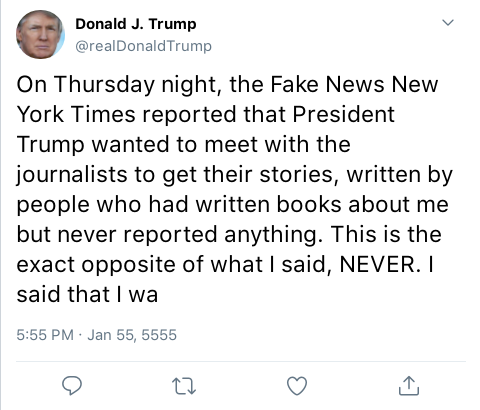 Donald J. Trump
@realDonaldTrump
On Thursday night, the Fake News New
York Times reported that President
Trump wanted to meet with the
journalists to get their stories, written by
people who had written books about me
but never reported anything. This is the
exact opposite of what I said, NEVER. I
said that I wa
5:55 PM · Jan 55, 5555